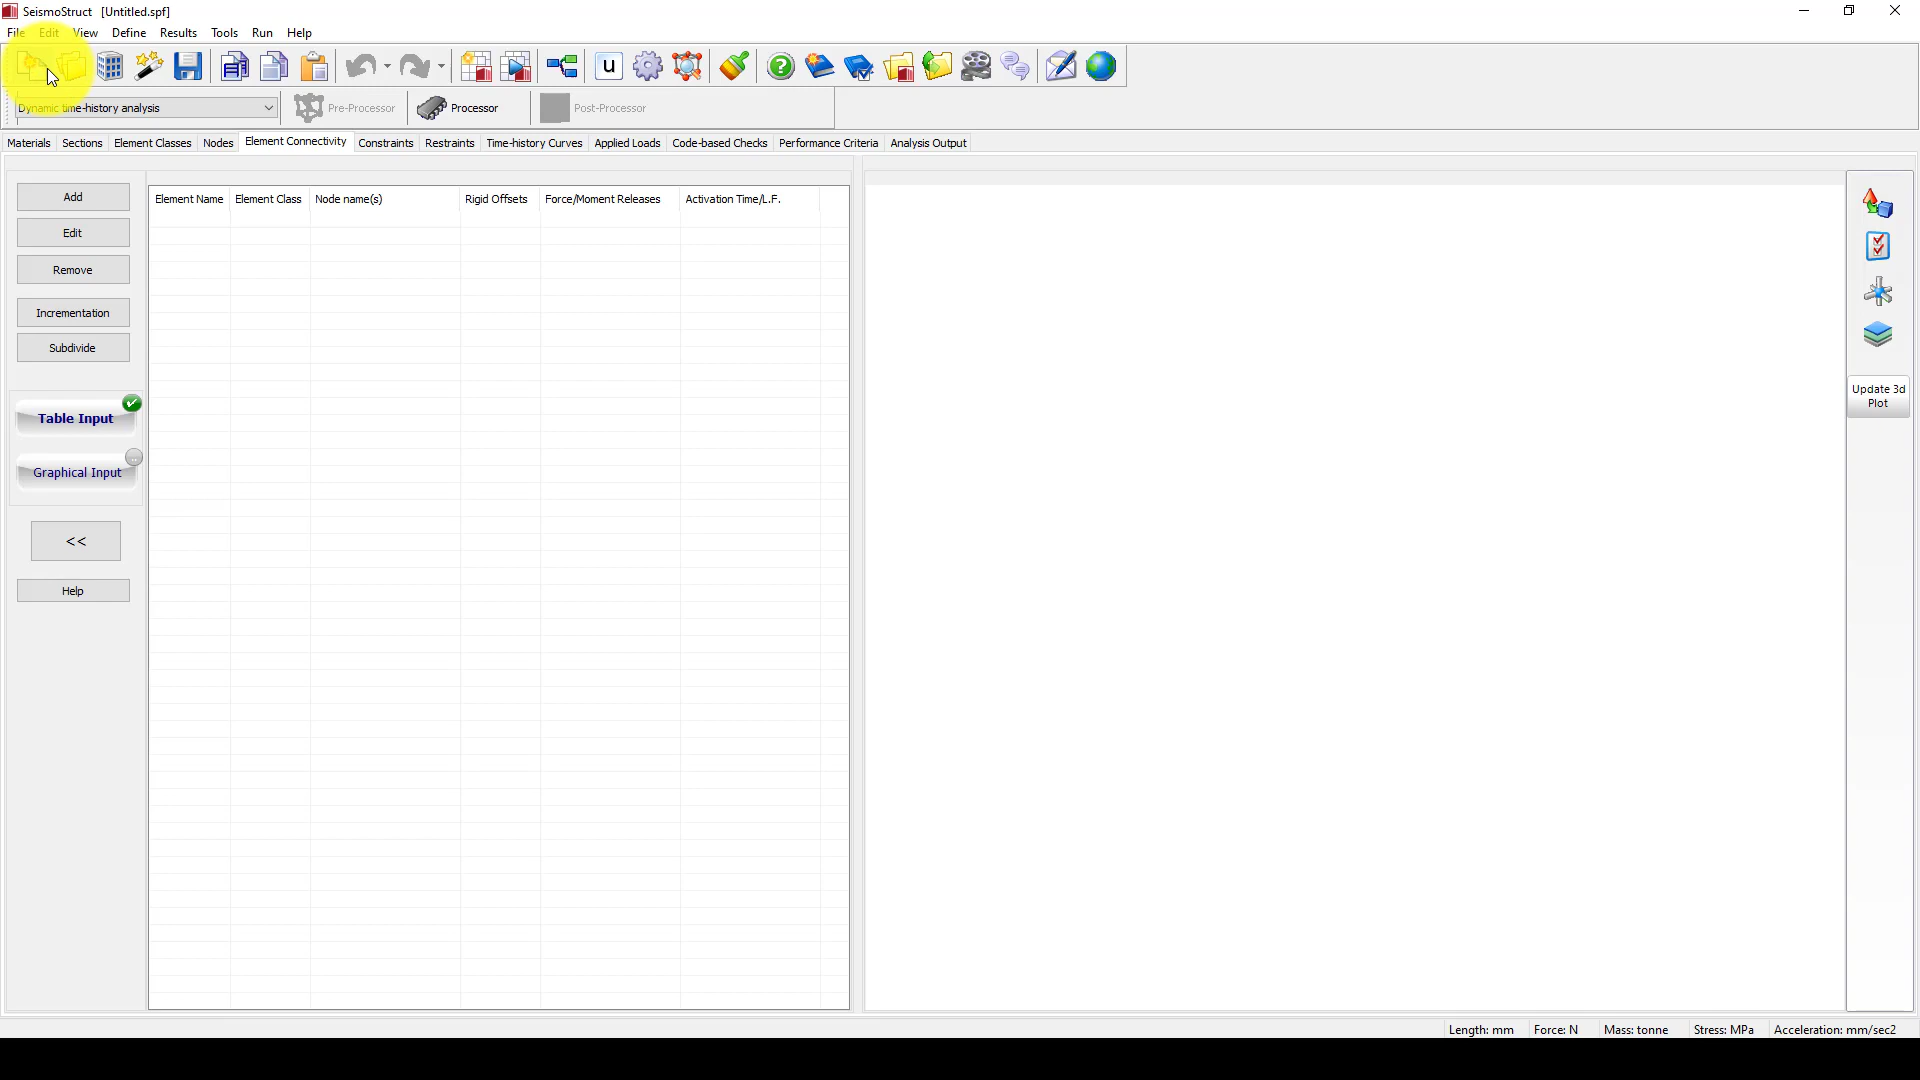 SeismoStruct [Untitled.spf]
File Edit View Define Results Tools Run Help
u
Dynamic time-history analysis
Pre-Processor
Processor
Post-Processor
Materials Sections Element Classes Nodes Element Connectivity Constraints Restraints Time-history Curves Applied Loads Code-based Checks Performance Criteria Analysis Output
Add
Edit
Remove
Incrementation
Subdivide
Table Input
Graphical Input
<<
Help
Element Name Element Class Node name(s) Rigid Offsets Force/Moment Releases Activation Time/L.F.
Update 3d
Plot
Length: mm Force: N Mass: tonne Stress: MPa Acceleration: mm/sec2